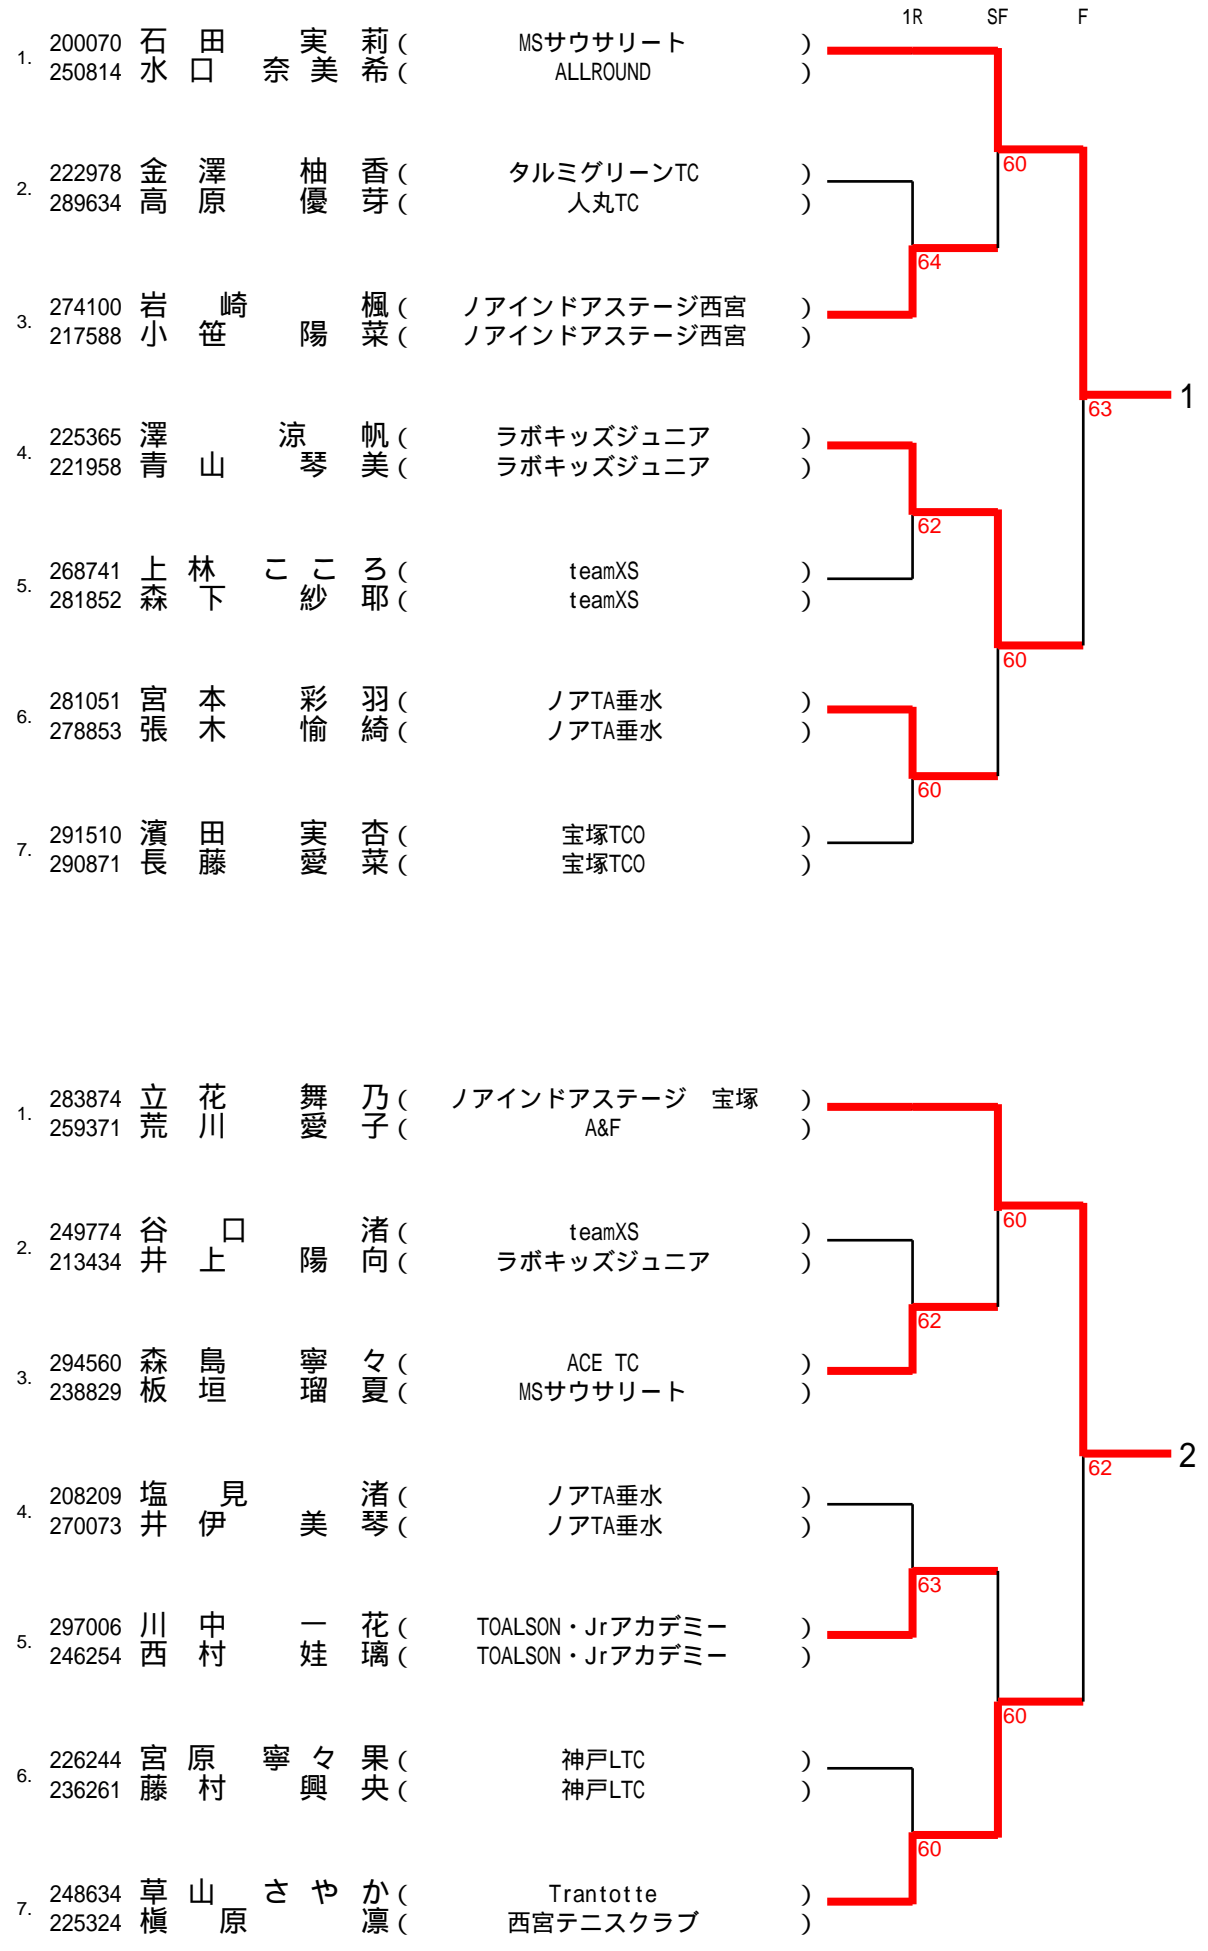 1R SF F
1. 200070 石田 実莉 ( MSサウサリート )
250814 水口 奈美希 ( ALLROUND )
60
2. 222978 金澤 柚香 ( タルミグリーンTC )
289634 高原 優芽 ( 人丸TC )
64
3. 274100 岩崎 楓 ( ノアインドアステージ西宮 )
217588 小笹 陽菜 ( ノアインドアステージ西宮 )
63 1
4. 225365 澤 涼帆 ( ラボキッズジュニア )
221958 青山 琴美 ( ラボキッズジュニア )
62
5. 268741 上林 こころ ( teamXS )
281852 森下 紗耶 ( teamXS )
60
6. 281051 宮本 彩羽 ( ノアTA垂水 )
278853 張木 愉綺 ( ノアTA垂水 )
60
7. 291510 濱田 実杏 ( 宝塚TCO )
290871 長藤 愛菜 ( 宝塚TCO )
1. 283874 立花 舞乃 ( ノアインドアステージ 宝塚 )
259371 荒川 愛子 ( A&F )
60
2. 249774 谷口 渚 ( teamXS )
213434 井上 陽向 ( ラボキッズジュニア )
62
3. 294560 森島 寧々 ( ACE TC )
238829 板垣 瑠夏 ( MSサウサリート )
62 2
4. 208209 塩見 渚 ( ノアTA垂水 )
270073 井伊 美琴 ( ノアTA垂水 )
63
5. 297006 川中 一花 ( TOALSON・Jrアカデミー )
246254 西村 娃璃 ( TOALSON・Jrアカデミー )
60
6. 226244 宮原 寧々果 ( 神戸LTC )
236261 藤村 興央 ( 神戸LTC )
60
7. 248634 草山 さやか ( Trantotte )
225324 槇原 凛 ( 西宮テニスクラブ )